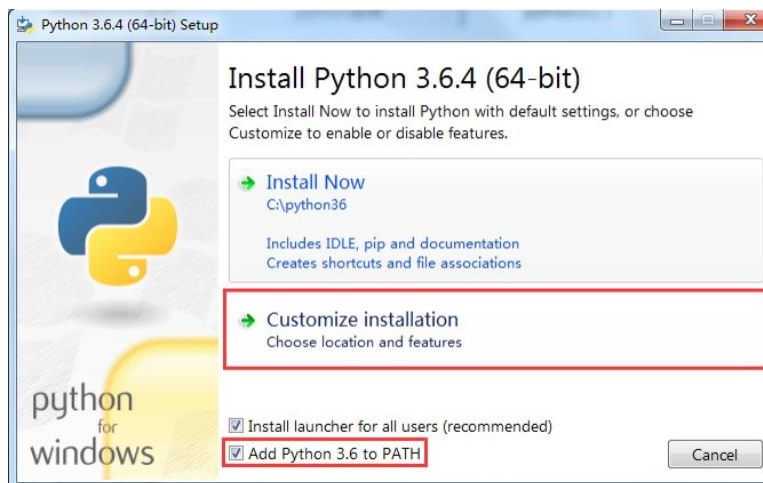 Python 3.6.4 (64-bit) Setup
Install Python 3.6.4 (64-bit)
Select Install Now to install Python with default settings, or choose
Customize to enable or disable features.
Install Now
C:\python36
Includes IDLE, pip and documentation
Creates shortcuts and file associations
Customize installation
Choose location and features
python
for
windows
Install launcher for all users (recommended)
Add Python 3.6 to PATH
Cancel